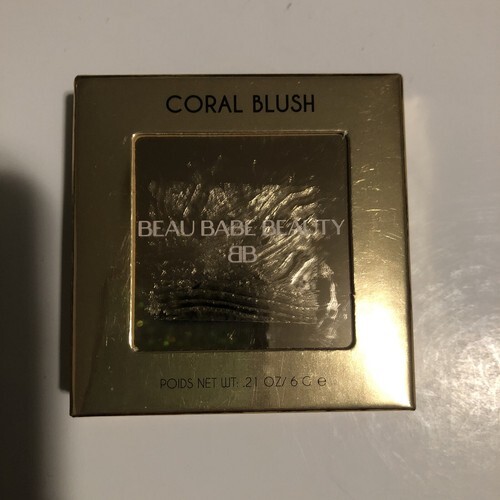 CORAL BLUSH
BEAU BABE BEAUTY
BB
POIDS NET WT: .21 OZ/ 6 G e